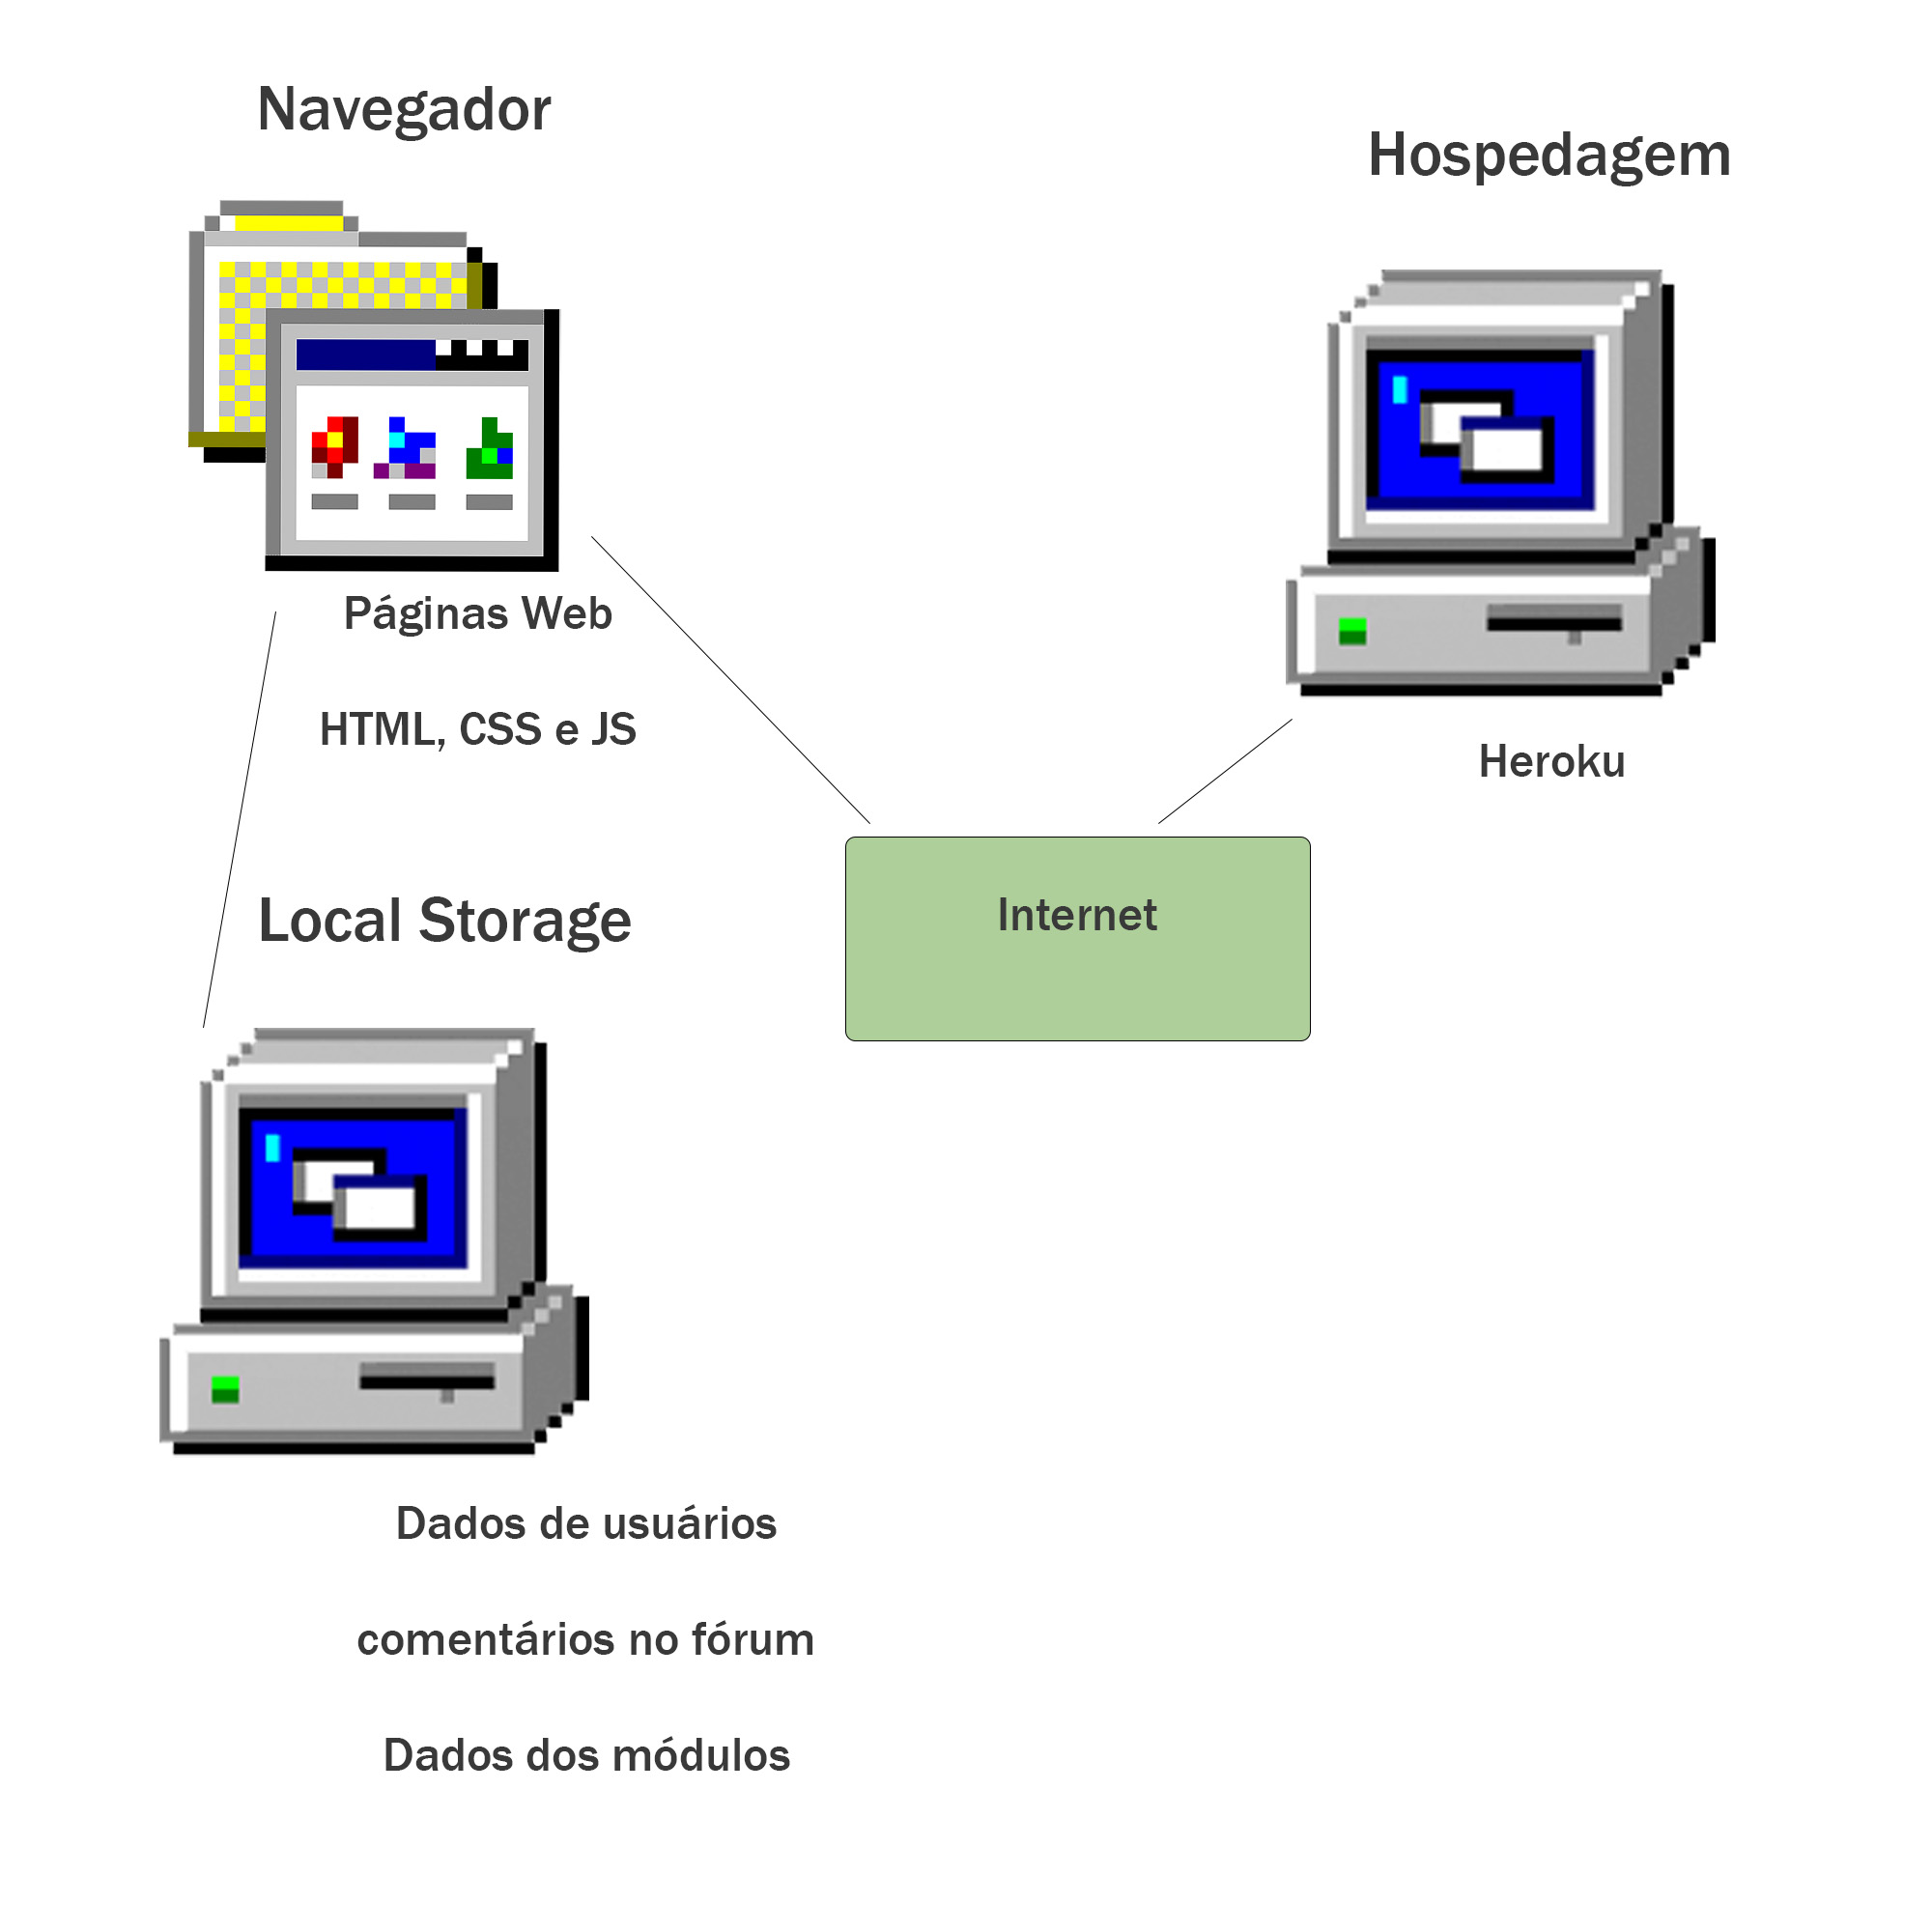 Navegador
Hospedagem
Páginas Web
HTML, CSS e JS
Heroku
Local Storage
Internet
Dados de usuários
comentários no fórum
Dados dos módulos